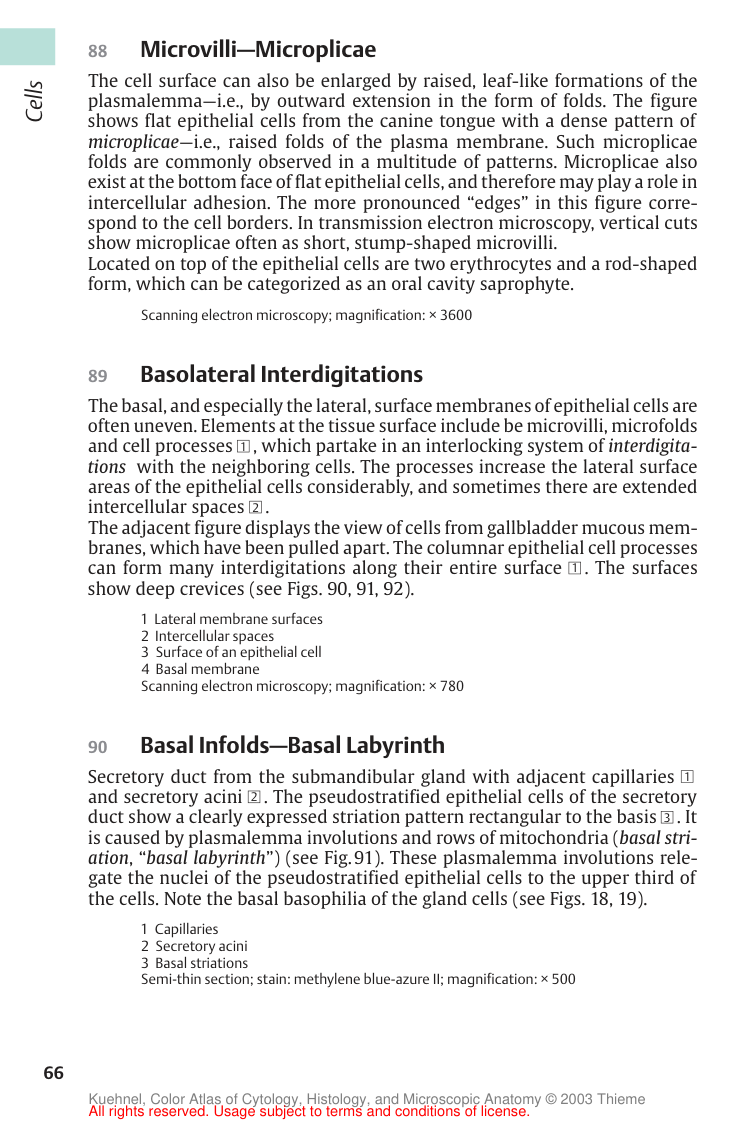 88 Microvilli—Microplicae
The cell surface can also be enlarged by raised, leaf-like formations of the
plasmalemma—i.e., by outward extension in the form of folds. The figure
shows flat epithelial cells from the canine tongue with a dense pattern of
microplicae—i.e., raised folds of the plasma membrane. Such microplicae
folds are commonly observed in a multitude of patterns. Microplicae also
exist at the bottom face of flat epithelial cells, and therefore may play a role in
intercellular adhesion. The more pronounced “edges” in this figure corre-
spond to the cell borders. In transmission electron microscopy, vertical cuts
show microplicae often as short, stump-shaped microvilli.
Located on top of the epithelial cells are two erythrocytes and a rod-shaped
form, which can be categorized as an oral cavity saprophyte.
Scanning electron microscopy; magnification: × 3600
89 Basolateral Interdigitations
The basal, and especially the lateral, surface membranes of epithelial cells are
often uneven. Elements at the tissue surface include be microvilli, microfolds
and cell processes 1, which partake in an interlocking system of interdigita-
tions with the neighboring cells. The processes increase the lateral surface
areas of the epithelial cells considerably, and sometimes there are extended
intercellular spaces 2.
The adjacent figure displays the view of cells from gallbladder mucous mem-
branes, which have been pulled apart. The columnar epithelial cell processes
can form many interdigitations along their entire surface 1. The surfaces
show deep crevices (see Figs. 90, 91, 92).
1 Lateral membrane surfaces
2 Intercellular spaces
3 Surface of an epithelial cell
4 Basal membrane
Scanning electron microscopy; magnification: × 780
90 Basal Infolds—Basal Labyrinth
Secretory duct from the submandibular gland with adjacent capillaries 1
and secretory acini 2. The pseudostratified epithelial cells of the secretory
duct show a clearly expressed striation pattern rectangular to the basis 3. It
is caused by plasmalemma involutions and rows of mitochondria (basal stri-
ation, “basal labyrinth”) (see Fig. 91). These plasmalemma involutions rele-
gate the nuclei of the pseudostratified epithelial cells to the upper third of
the cells. Note the basal basophilia of the gland cells (see Figs. 18, 19).
1 Capillaries
2 Secretory acini
3 Basal striations
Semi-thin section; stain: methylene blue-azure II; magnification: × 500
Cells
66
Kuehnel, Color Atlas of Cytology, Histology, and Microscopic Anatomy © 2003 Thieme
All rights reserved. Usage subject to terms and conditions of license.